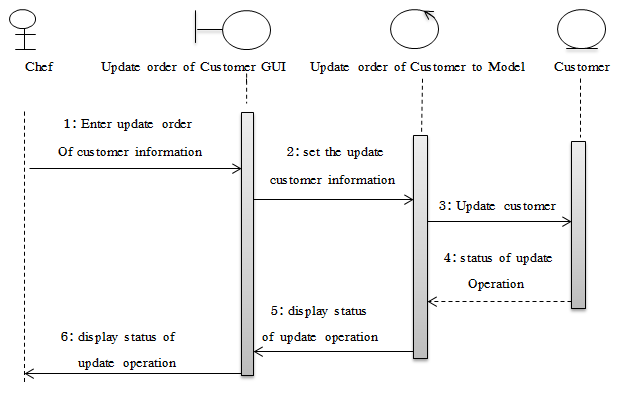 Chef
Update order of Customer GUI
Update order of Customer to Model
Customer
1: Enter update order
Of customer information
2: set the update
customer information
3: Update customer
4: status of update
Operation
5: display status
of update operation
6: display status of
update operation